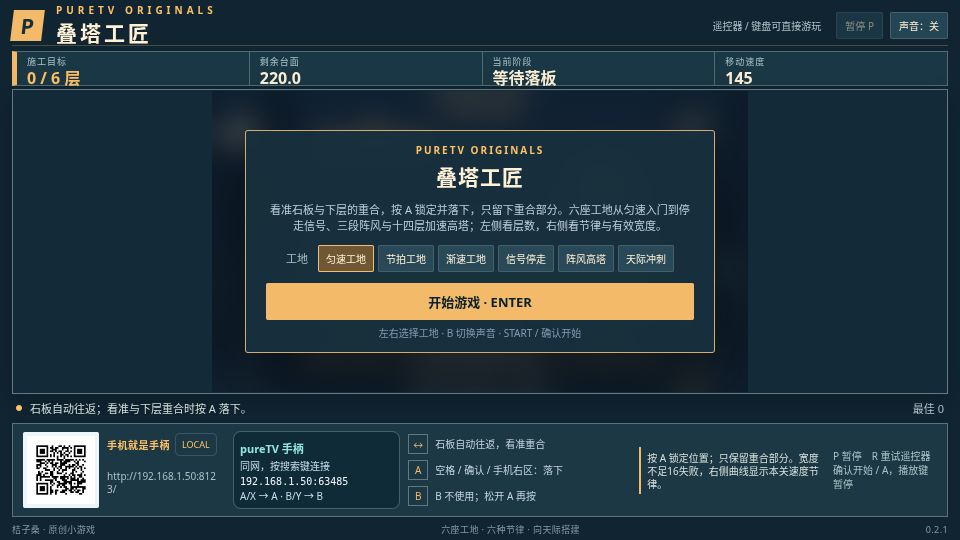 P
PURETV ORIGINALS
叠塔工匠
遥控器 / 键盘可直接游玩
暂停 P
声音：关
施工目标
0 / 6 层
剩余台面
220.0
当前阶段
等待落板
移动速度
145
PURETV ORIGINALS
叠塔工匠
看准石板与下层的重合，按 A 锁定并落下，只留下重合部分。六座工地从匀速入门到停
走信号、三段阵风与十四层加速高塔；左侧看层数，右侧看节律与有效宽度。
工地
匀速工地
节拍工地
渐速工地
信号停走
阵风高塔
天际冲刺
开始游戏 · ENTER
左右选择工地 · B 切换声音 · START / 确认开始
石板自动往返；看准与下层重合时按 A 落下。
最佳 0
手机就是手柄
LOCAL
http://192.168.1.50:812
3/
pureTV 手柄
同网，按搜索键连接
192.168.1.50:63485
A/X → A · B/Y → B
↔
石板自动往返，看准重合
A
空格 / 确认 / 手机右区：落下
B
B 不使用；松开 A 再按
按 A 锁定位置；只保留重合部分。宽度
不足16失败，右侧曲线显示本关速度节
律。
P 暂停 R 重试遥控器
确认开始 / A，播放键
暂停
桔子桑 · 原创小游戏
六座工地 · 六种节律 · 向天际搭建
0.2.1